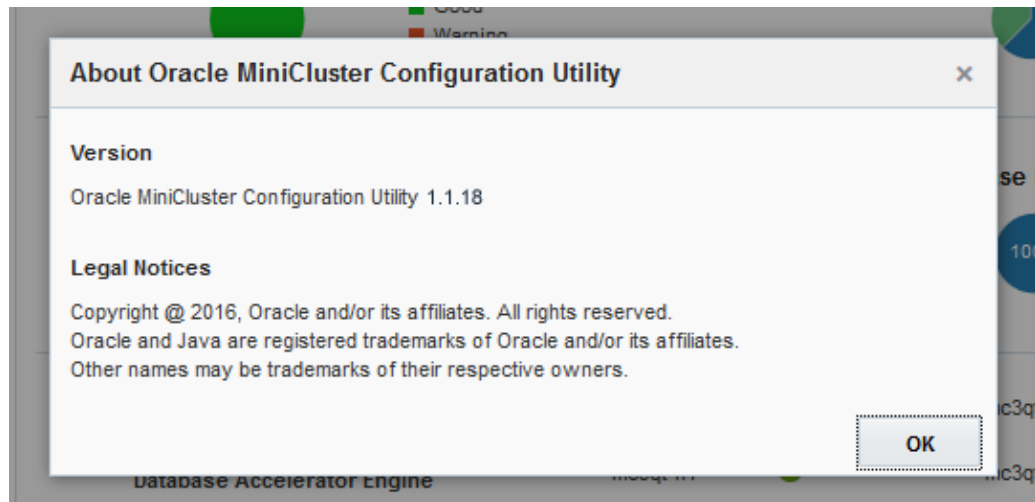 Good
Warning
About Oracle MiniCluster Configuration Utility
×
Version
Oracle MiniCluster Configuration Utility 1.1.18
se
Legal Notices
Copyright @ 2016, Oracle and/or its affiliates. All rights reserved.
Oracle and Java are registered trademarks of Oracle and/or its affiliates.
Other names may be trademarks of their respective owners.
OK
Database Accelerator Engine